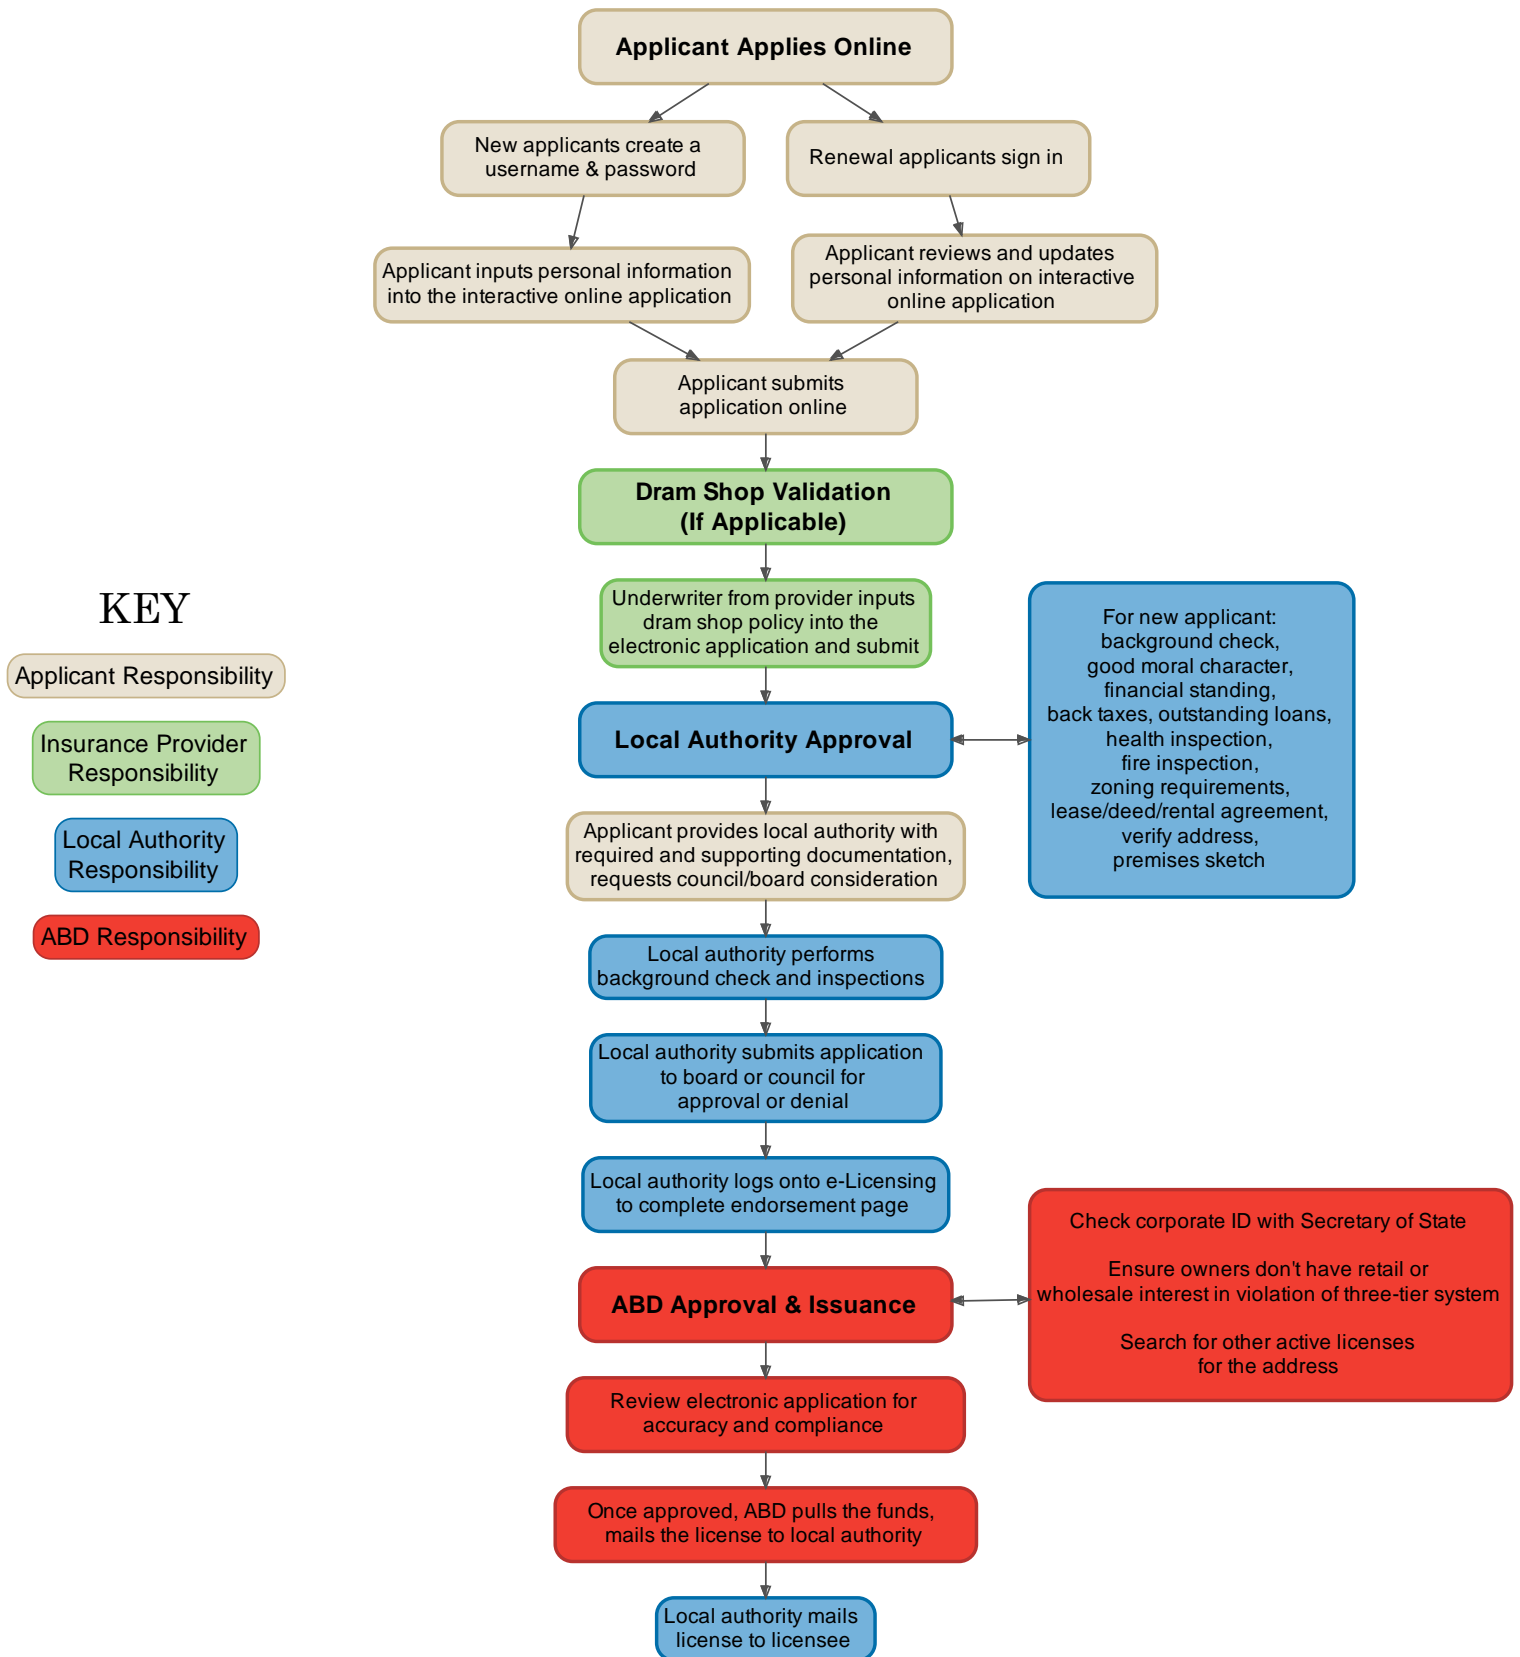 Applicant Applies Online
New applicants create a
username & password
Renewal applicants sign in
Applicant inputs personal information
into the interactive online application
Applicant reviews and updates
personal information on interactive
online application
Applicant submits
application online
Dram Shop Validation
(If Applicable)
Underwriter from provider inputs
dram shop policy into the
electronic application and submit
Local Authority Approval
For new applicant:
background check,
good moral character,
financial standing,
back taxes, outstanding loans,
health inspection,
fire inspection,
zoning requirements,
lease/deed/rental agreement,
verify address,
premises sketch
Applicant provides local authority with
required and supporting documentation,
requests council/board consideration
Local authority performs
background check and inspections
Local authority submits application
to board or council for
approval or denial
Local authority logs onto e-Licensing
to complete endorsement page
ABD Approval & Issuance
Check corporate ID with Secretary of State
Ensure owners don't have retail or
wholesale interest in violation of three-tier system
Search for other active licenses
for the address
Review electronic application for
accuracy and compliance
Once approved, ABD pulls the funds,
mails the license to local authority
Local authority mails
license to licensee
KEY
Applicant Responsibility
Insurance Provider
Responsibility
Local Authority
Responsibility
ABD Responsibility